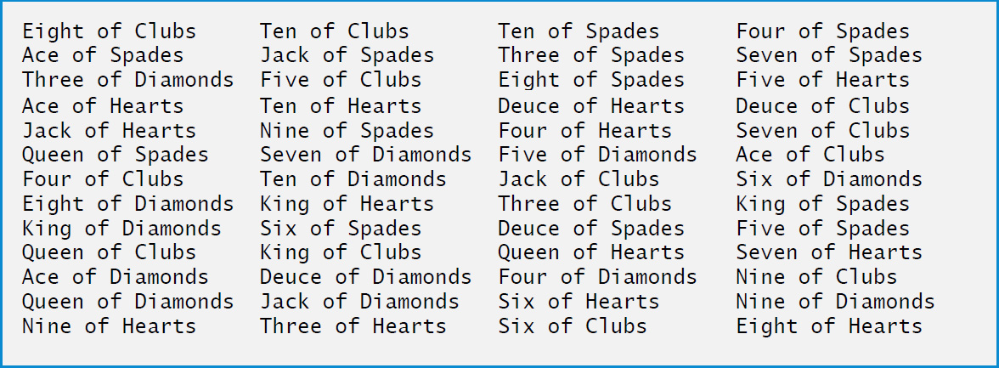 Eight of Clubs Ten of Clubs Ten of Spades Four of Spades
Ace of Spades Jack of Spades Three of Spades Seven of Spades
Three of Diamonds Five of Clubs Eight of Spades Five of Hearts
Ace of Hearts Ten of Hearts Deuce of Hearts Deuce of Clubs
Jack of Hearts Nine of Spades Four of Hearts Seven of Clubs
Queen of Spades Seven of Diamonds Five of Diamonds Ace of Clubs
Four of Clubs Ten of Diamonds Jack of Clubs Six of Diamonds
Eight of Diamonds King of Hearts Three of Clubs King of Spades
King of Diamonds Six of Spades Deuce of Spades Five of Spades
Queen of Clubs King of Clubs Queen of Hearts Seven of Hearts
Ace of Diamonds Deuce of Diamonds Four of Diamonds Nine of Clubs
Queen of Diamonds Jack of Diamonds Six of Hearts Nine of Diamonds
Nine of Hearts Three of Hearts Six of Clubs Eight of Hearts